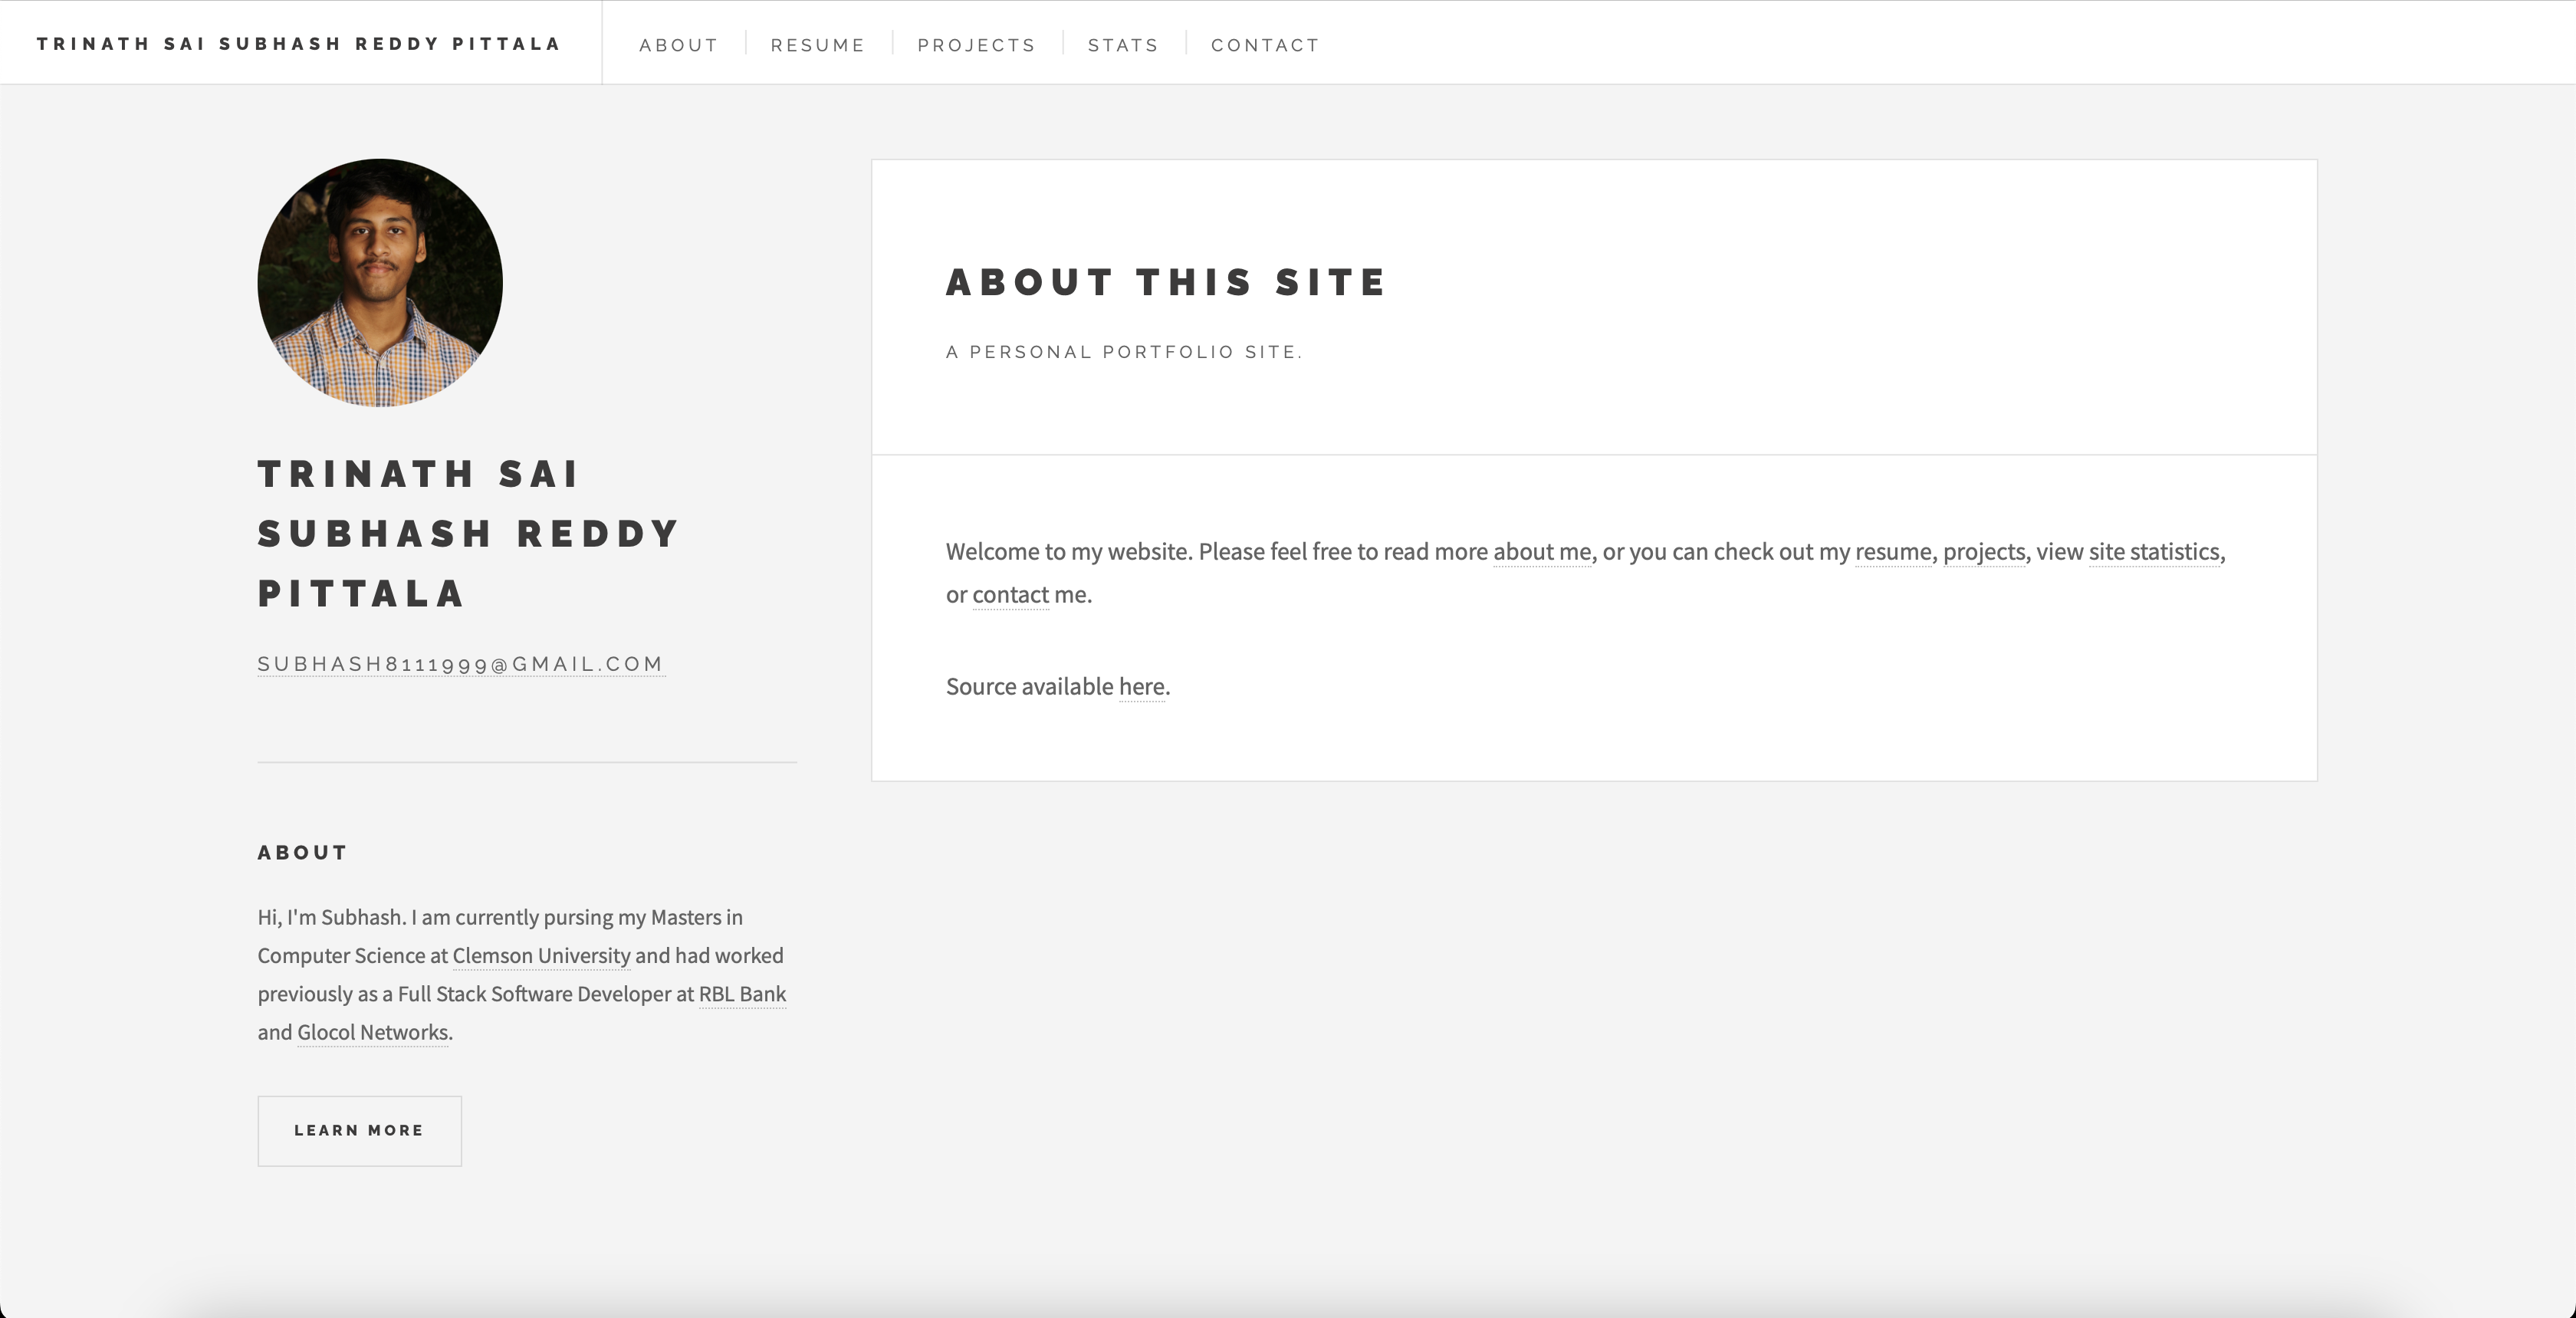 TRINATH SAI SUBHASH REDDY PITTALA
ABOUT
RESUME
PROJECTS
STATS
CONTACT
TRINATH SAI
SUBHASH REDDY
PITTALA
SUBHASH8111999@GMAIL.COM
ABOUT
Hi, I'm Subhash. I am currently pursing my Masters in
Computer Science at Clemson University and had worked
previously as a Full Stack Software Developer at RBL Bank
and Glocol Networks.
LEARN MORE
ABOUT THIS SITE
A PERSONAL PORTFOLIO SITE.
Welcome to my website. Please feel free to read more about me, or you can check out my resume, projects, view site statistics,
or contact me.
Source available here.